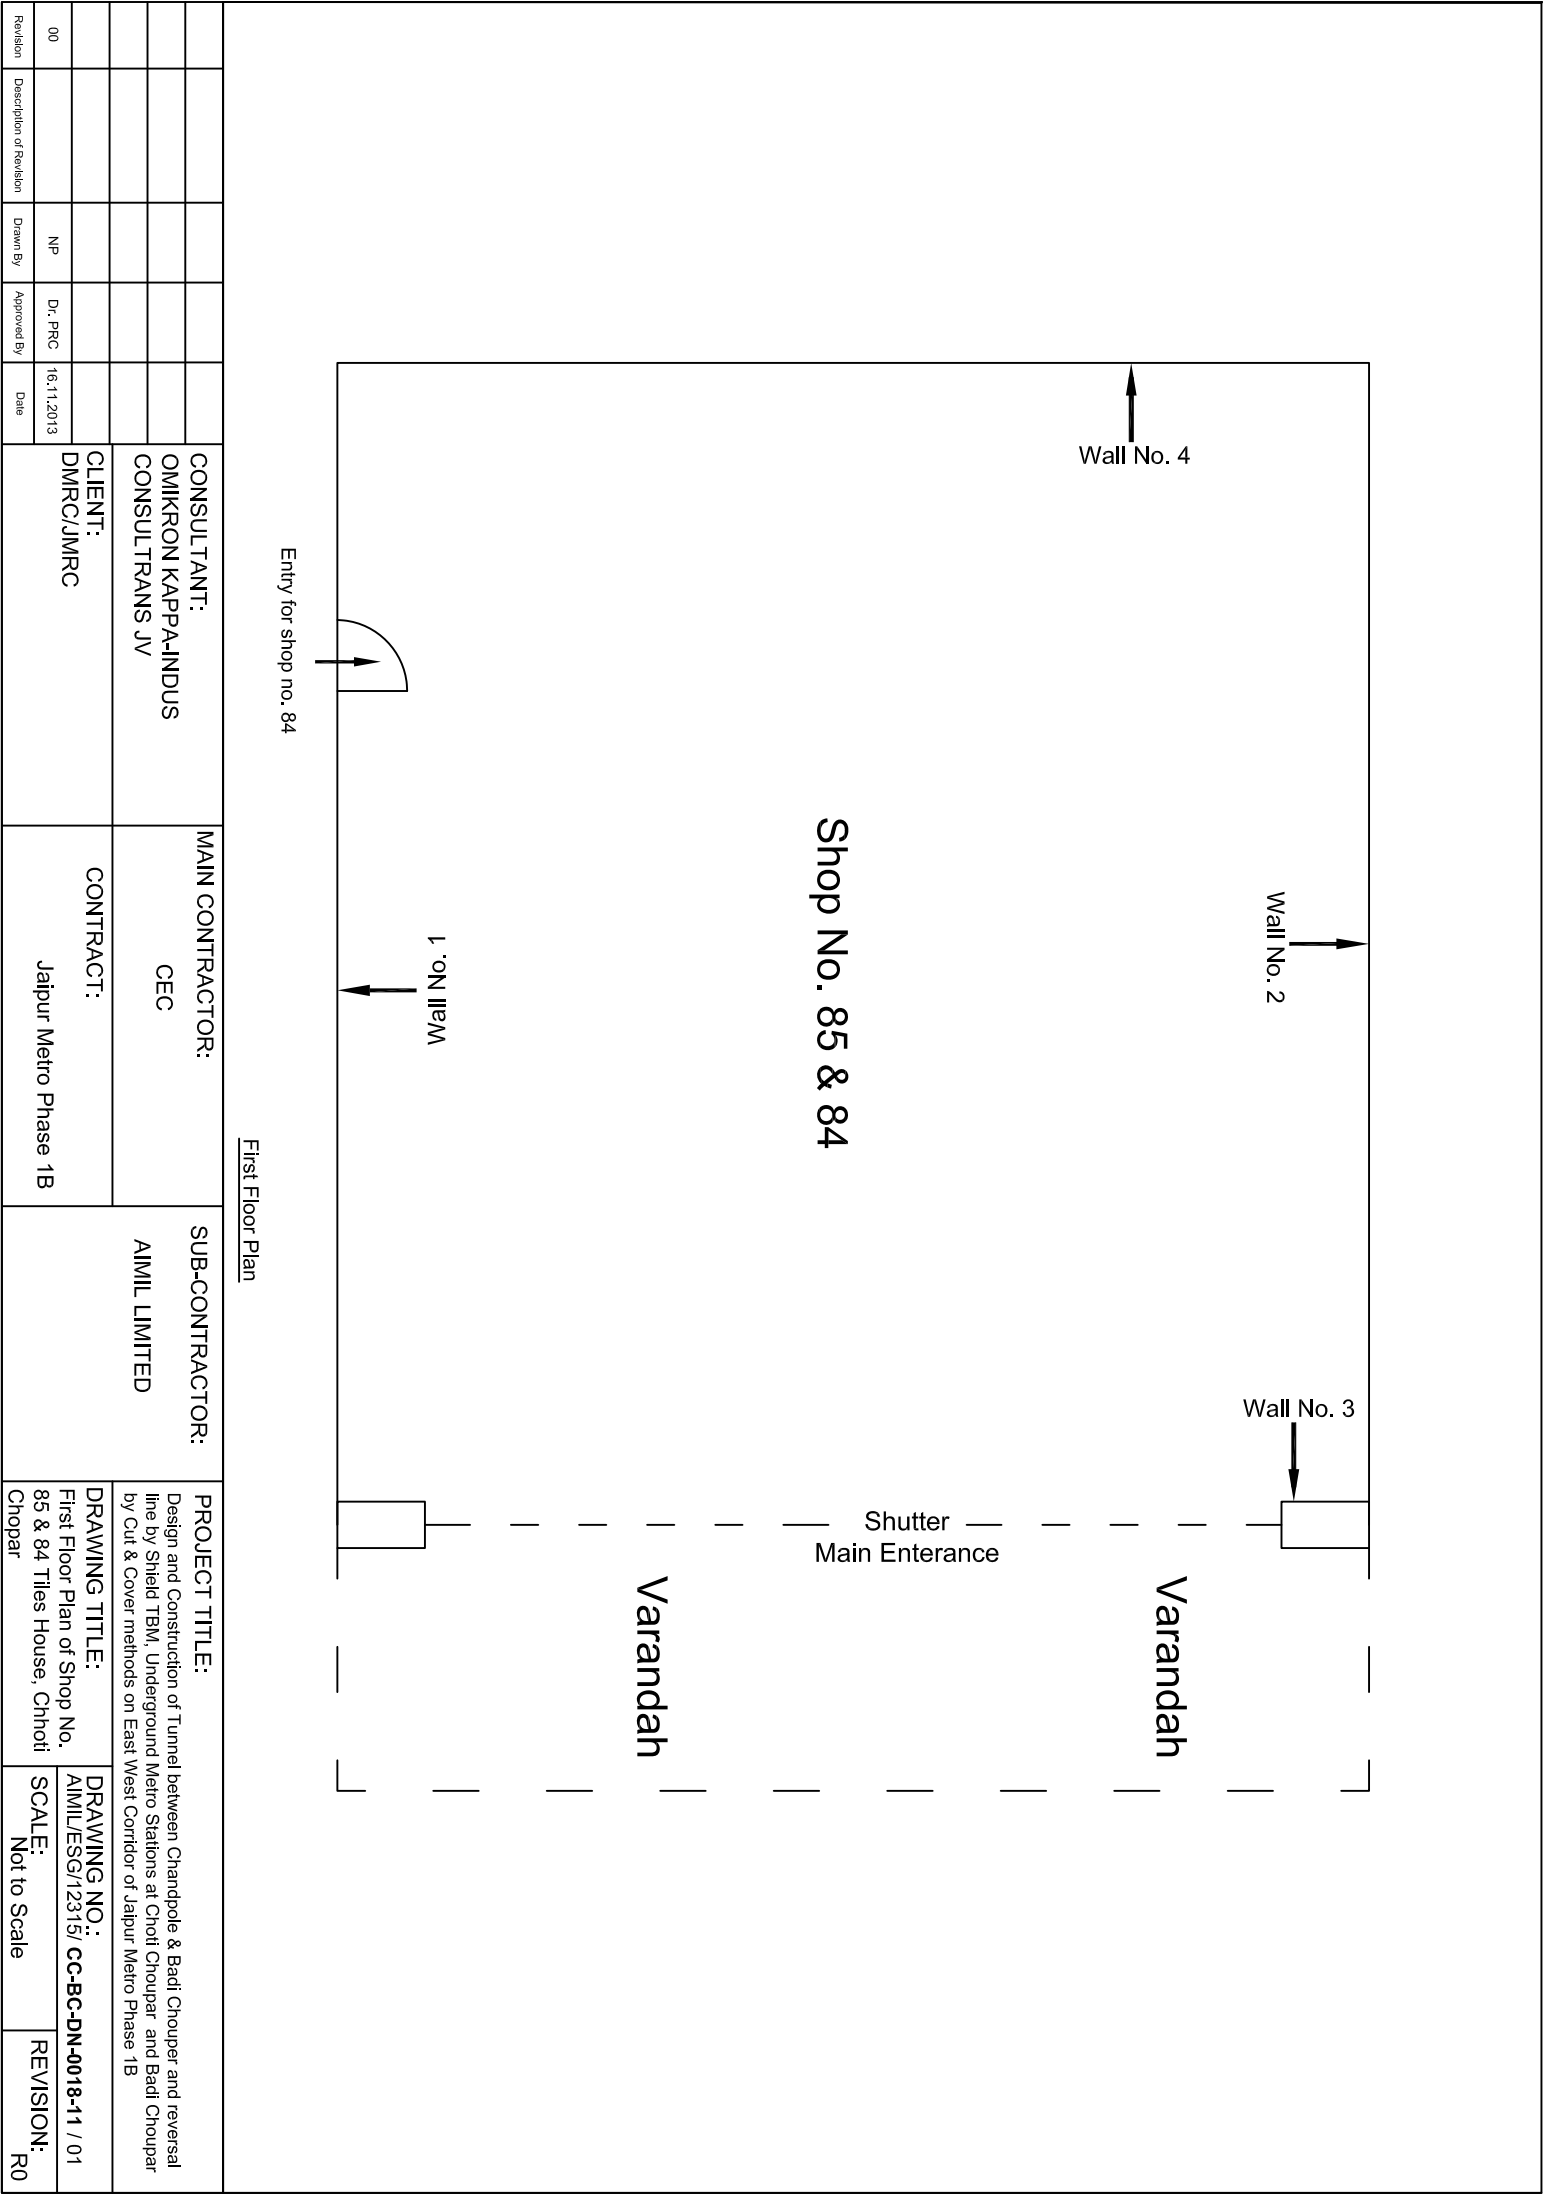 Wall No. 4
Wall No. 2
Wall No. 3
Shop No. 85 & 84
Wall No. 1
Shutter
Main Enterance
Varandah
Varandah
Entry for shop no. 84
First Floor Plan
00
NP
Dr. PRC
16.11.2013
Revision
Description of Revision
Drawn By
Approved By
Date
CONSULTANT:
OMIKRON KAPPA-INDUS
CONSULTRANS JV
CLIENT:
DMRC/JMRC
MAIN CONTRACTOR:
CEC
CONTRACT:
Jaipur Metro Phase 1B
SUB-CONTRACTOR:
AIMIL LIMITED
PROJECT TITLE:
Design and Construction of Tunnel between Chandpole & Badi Chouper and reversal
line by Shield TBM, Underground Metro Stations at Choti Choupar and Badi Choupar
by Cut & Cover methods on East West Corridor of Jaipur Metro Phase 1B
DRAWING TITLE:
First Floor Plan of Shop No.
85 & 84 Tiles House, Chhoti
Chopar
DRAWING NO.:
AIMIL/ESG/12315/ CC-BC-DN-0018-11 / 01
SCALE:
Not to Scale
REVISION:
R0